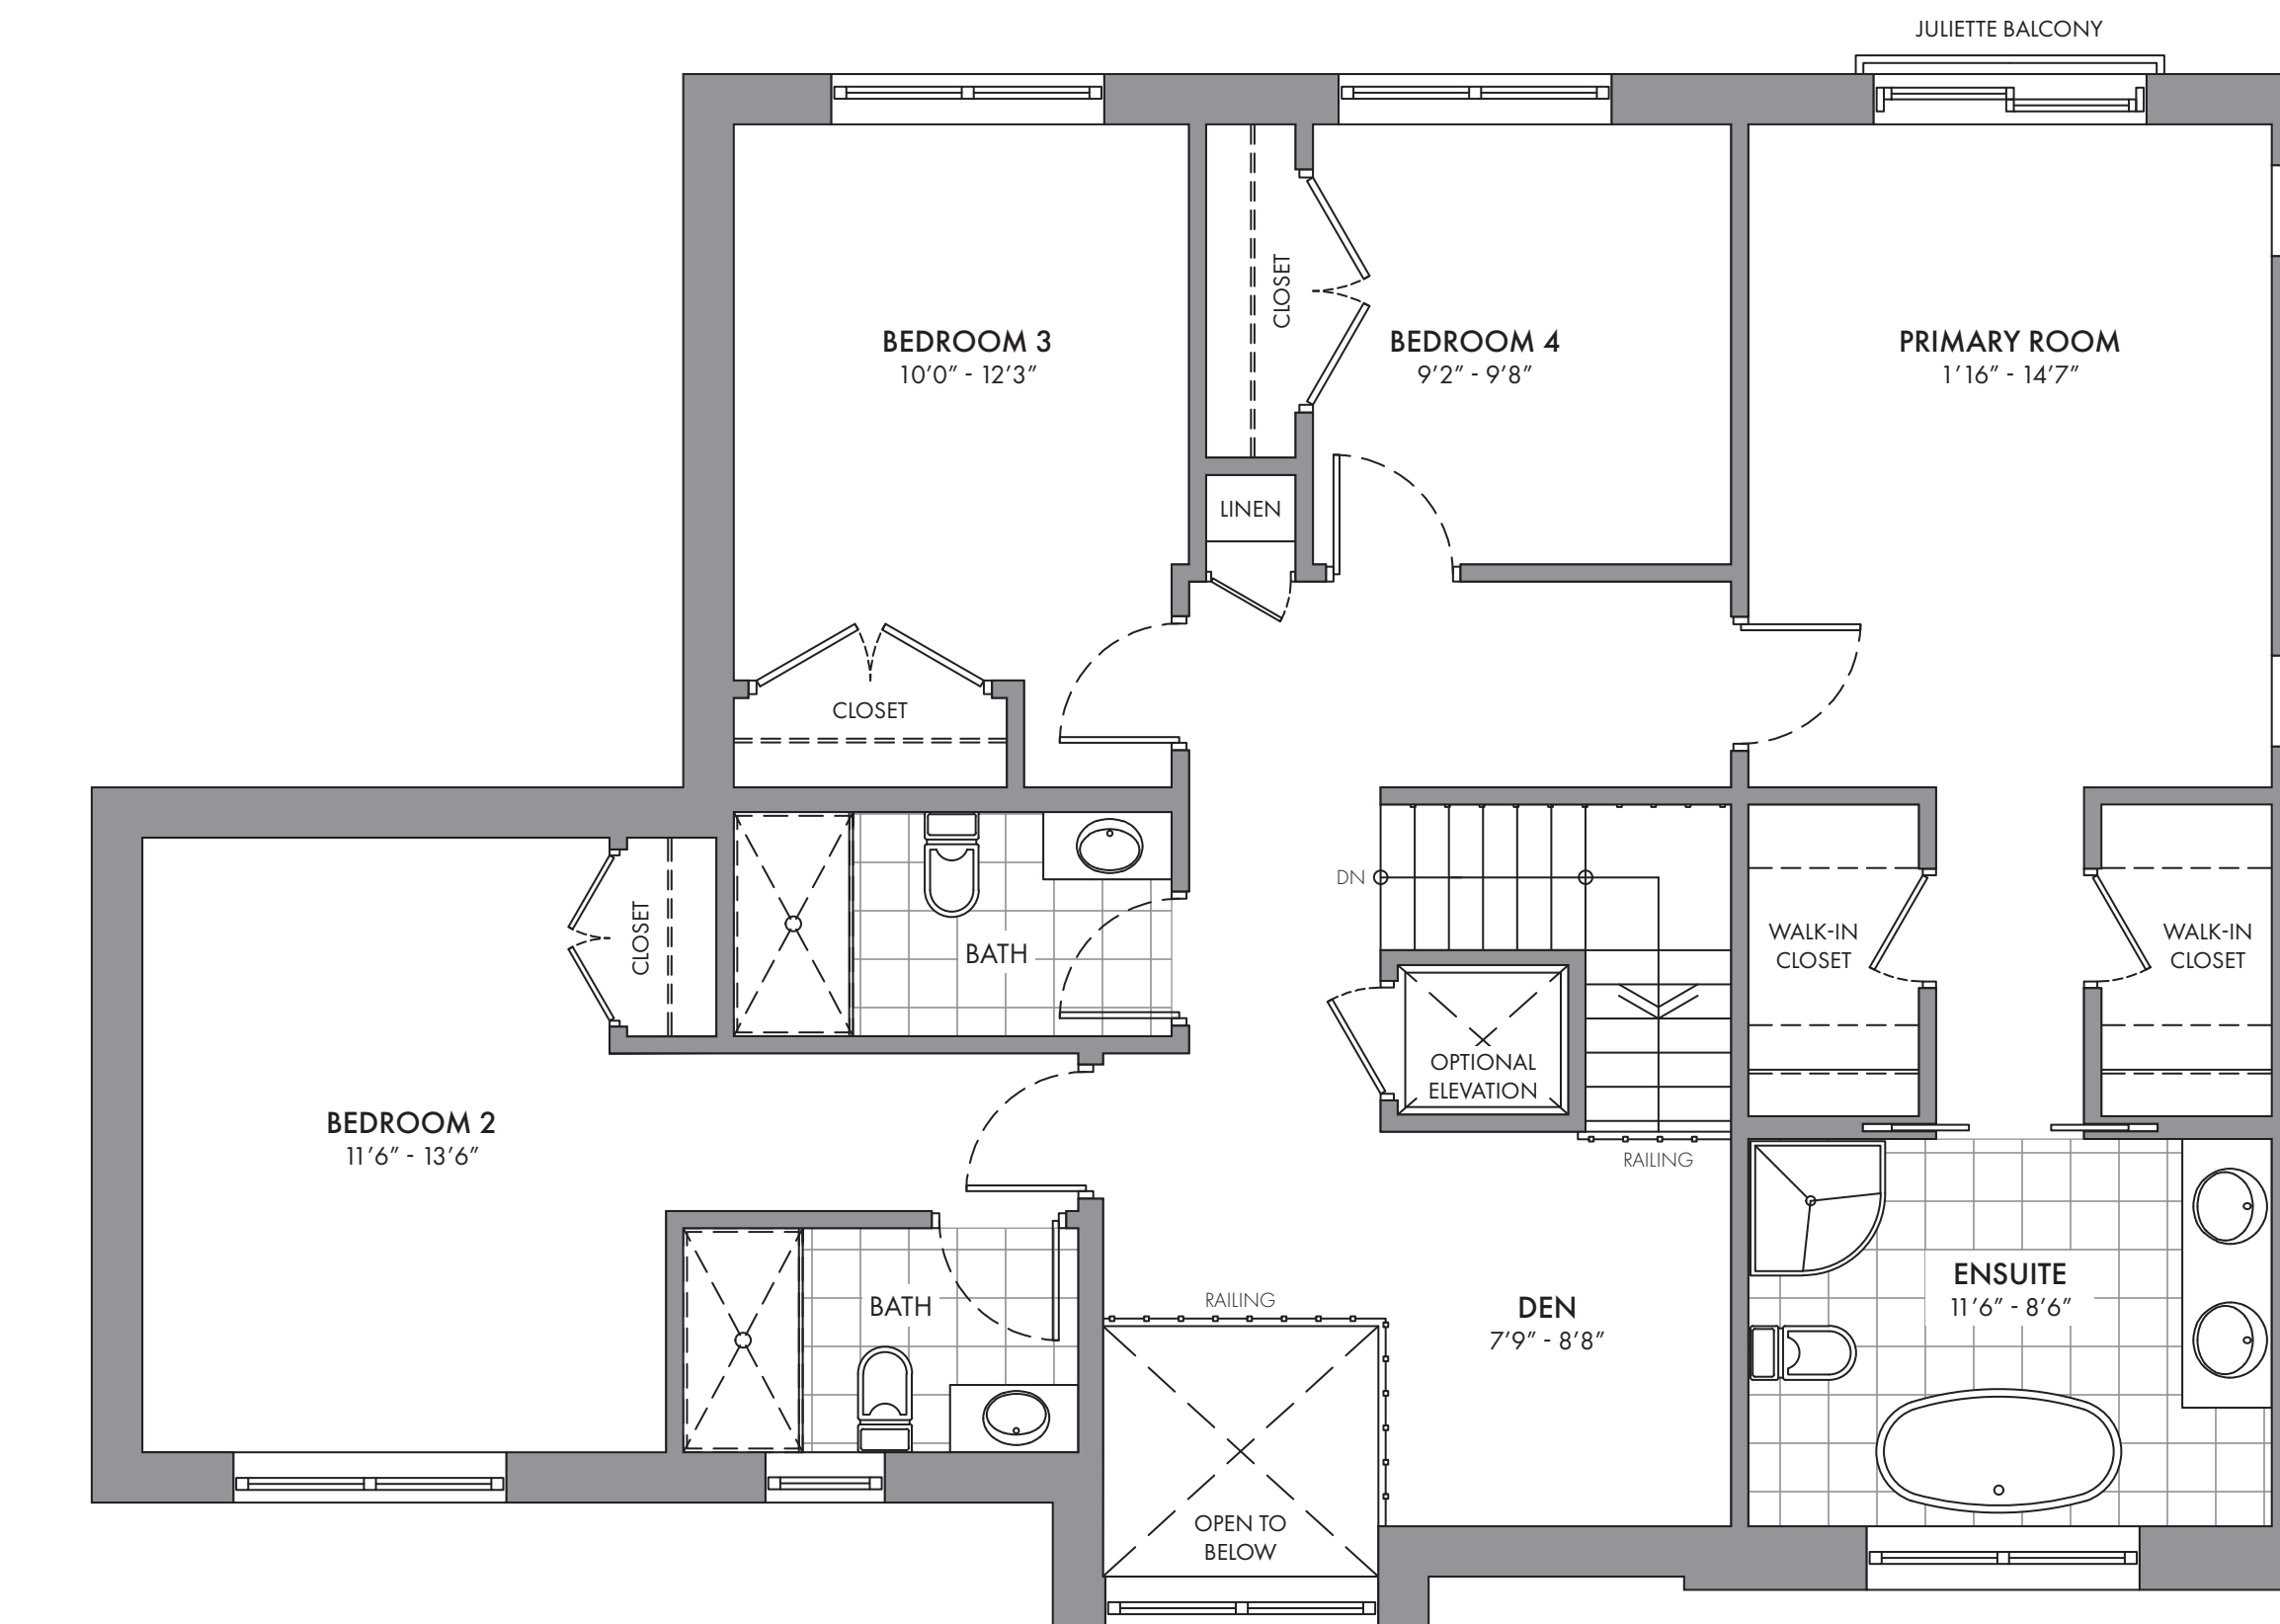 JULIETTE BALCONY
BEDROOM 3
10’0” - 12’3”
CLOSET
BEDROOM 4
9’2” - 9’8”
PRIMARY ROOM
1’16” - 14’7”
LINEN
CLOSET
DN
CLOSET
BATH
WALK-IN
CLOSET
WALK-IN
CLOSET
OPTIONAL
ELEVATION
BEDROOM 2
11’6” - 13’6”
RAILING
BATH
RAILING
DEN
7’9” - 8’8”
ENSUITE
11’6” - 8’6”
OPEN TO
BELOW